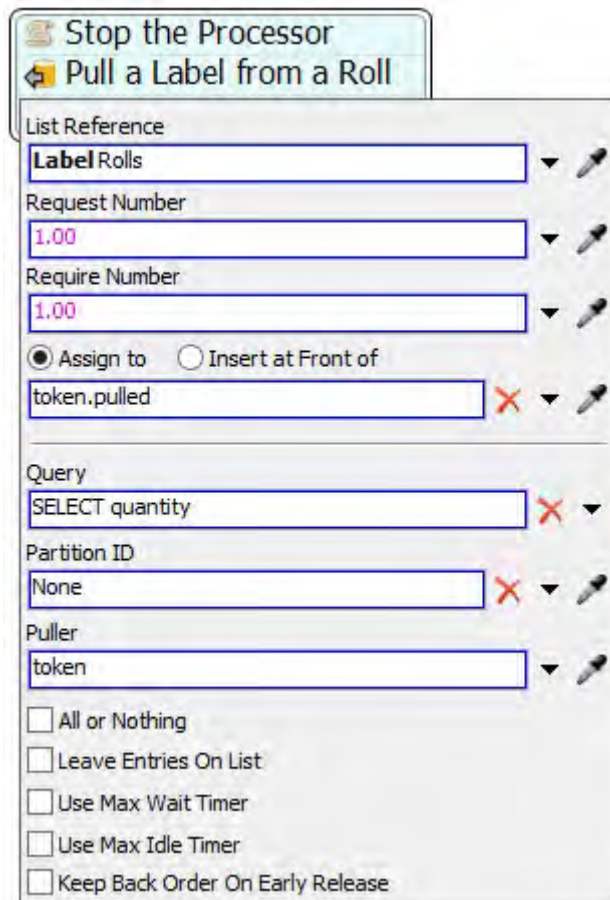 Stop the Processor
Pull a Label from a Roll
List Reference
Label Rolls
Request Number
1.00
Require Number
1.00
Assign to Insert at Front of
token.pulled
Query
SELECT quantity
Partition ID
None
Puller
token
All or Nothing
Leave Entries On List
Use Max Wait Timer
Use Max Idle Timer
Keep Back Order On Early Release